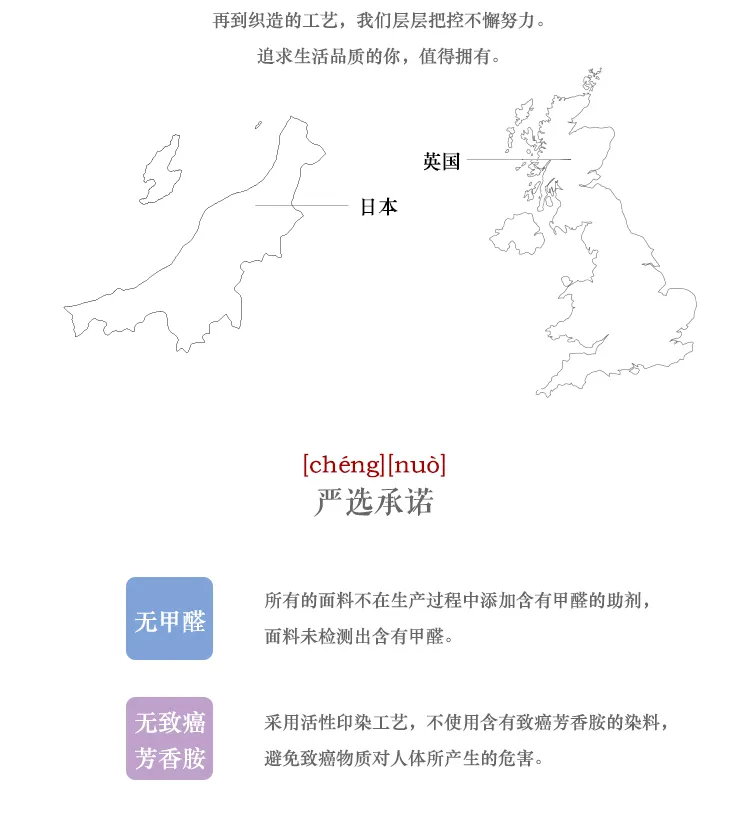 再到织造的工艺，我们层层把控不懈努力。
追求生活品质的你，值得拥有。
英国
日本
[chéng][nuò]
严选承诺
无甲醛
所有的面料不在生产过程中添加含有甲醛的助剂，
面料未检测出含有甲醛。
无致癌
芳香胺
采用活性印染工艺，不使用含有致癌芳香胺的染料，
避免致癌物质对人体所产生的危害。